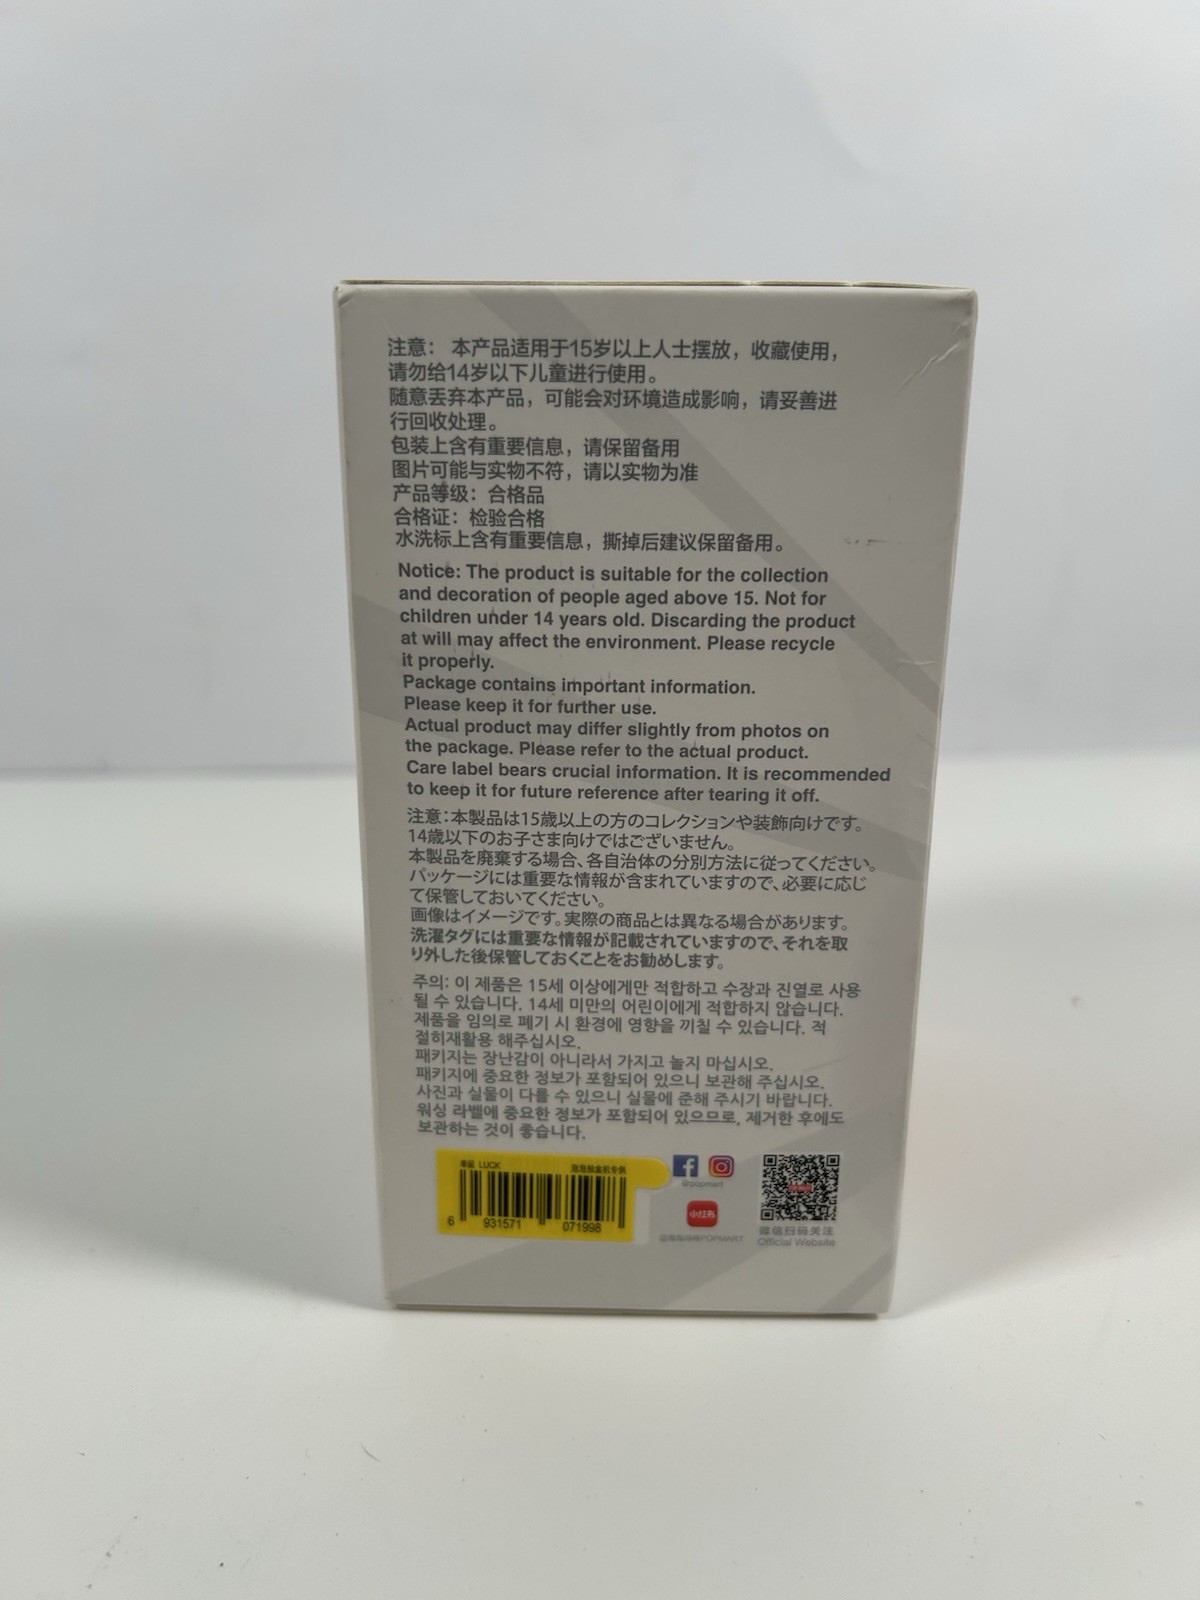 注意： 本产品适用于15岁以上人士摆放，收藏使用，
请勿给14岁以下儿童进行使用。
随意丢弃本产品，可能会对环境造成影响，请妥善进
行回收处理。
包装上含有重要信息，请保留备用
图片可能与实物不符，请以实物为准
产品等级：合格品
合格证：检验合格
水洗标上含有重要信息，撕掉后建议保留备用。
Notice: The product is suitable for the collection
and decoration of people aged above 15. Not for
children under 14 years old. Discarding the product
at will may affect the environment. Please recycle
it properly.
Package contains important information.
Please keep it for further use.
Actual product may differ slightly from photos on
the package. Please refer to the actual product.
Care label bears crucial information. It is recommended
to keep it for future reference after tearing it off.
注意：本製品は15歳以上の方のコレクションや装飾向けです。
14歳以下のお子さま向けではございません。
本製品を廃棄する場合、各自治体の分別方法に従ってください。
パッケージには重要な情報が含まれていますので、必要に応じ
て保管しておいてください。
画像はイメージです。実際の商品とは異なる場合があります。
洗濯タグには重要な情報が記載されていますので、それを取
り外した後保管しておくことをお勧めします。
주의: 이 제품은 15세 이상에게만 적합하고 수장과 진열로 사용
될 수 있습니다. 14세 미만의 어린이에게 적합하지 않습니다.
제품을 임의로 폐기 시 환경에 영향을 끼칠 수 있습니다. 적
절히재활용 해주십시오.
패키지는 장난감이 아니라서 가지고 놀지 마십시오.
패키지에 중요한 정보가 포함되어 있으니 보관해 주십시오.
사진과 실물이 다를 수 있으니 실물에 준해 주시기 바랍니다.
워싱 라벨에 중요한 정보가 포함되어 있으므로, 제거한 후에도
보관하는 것이 좋습니다.
LUCK
6 931571 071998
@popmart
小红书
@泡泡玛特POPMART
微信扫码关注
Official Website